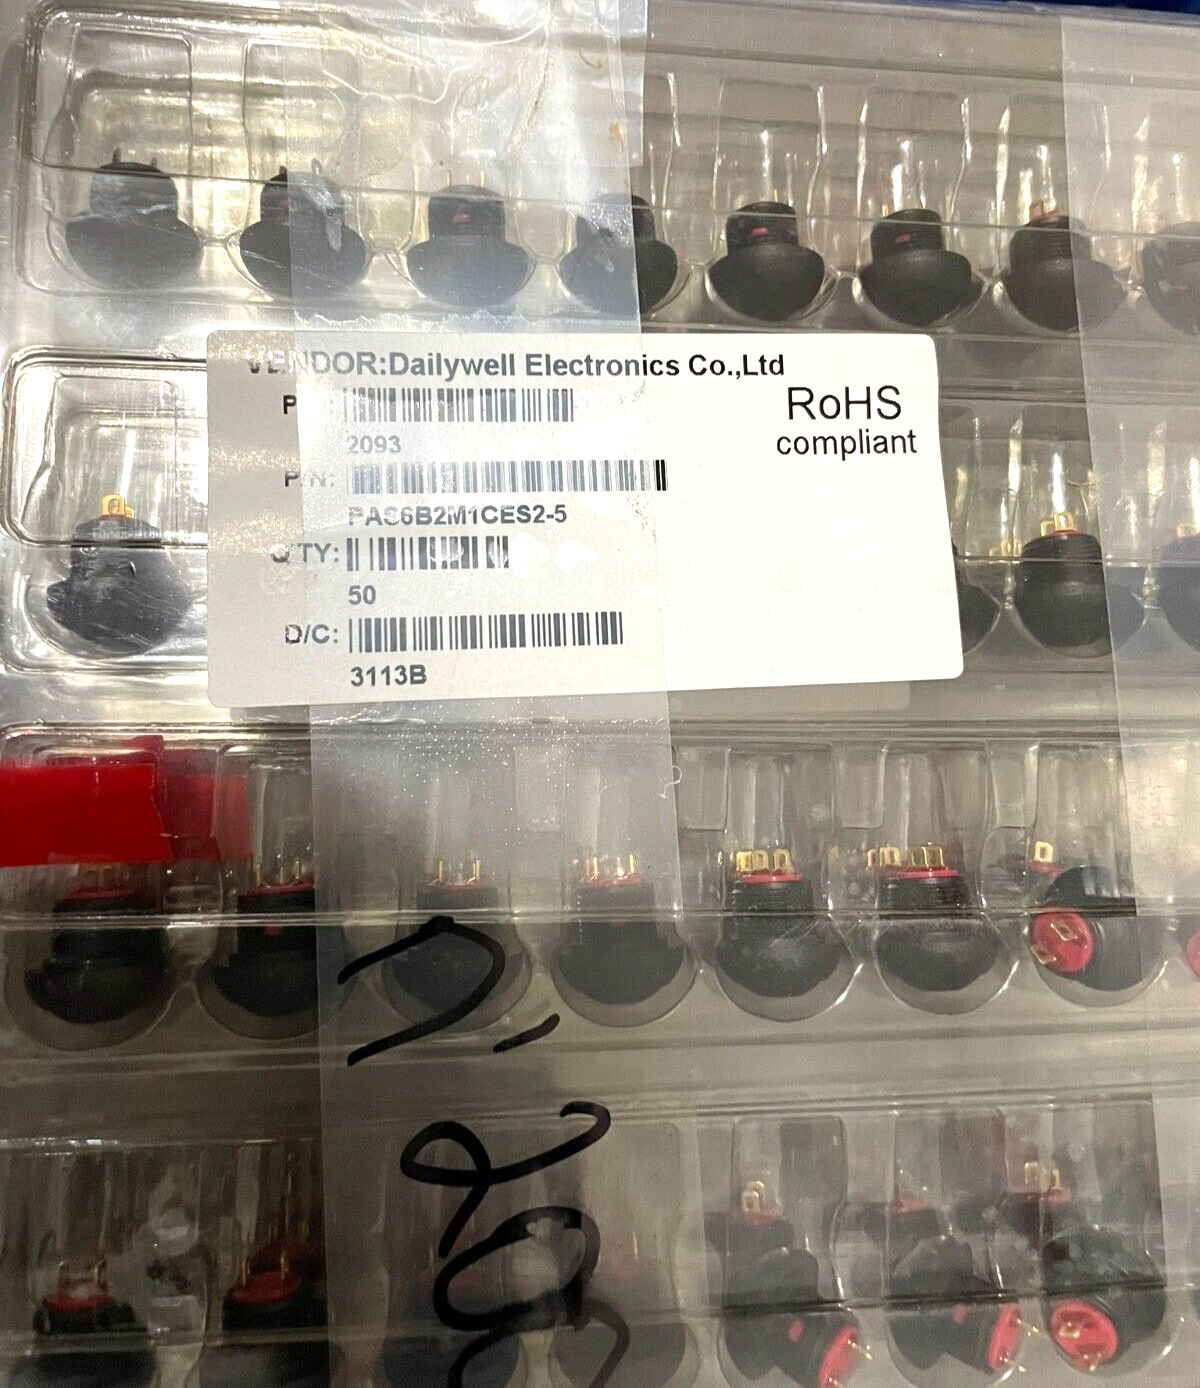 VENDOR:Dailywell Electronics Co.,Ltd
RoHS
compliant
2093
P/N:
PAS6B2M1CES2-5
Q'TY:
50
D/C:
3113B